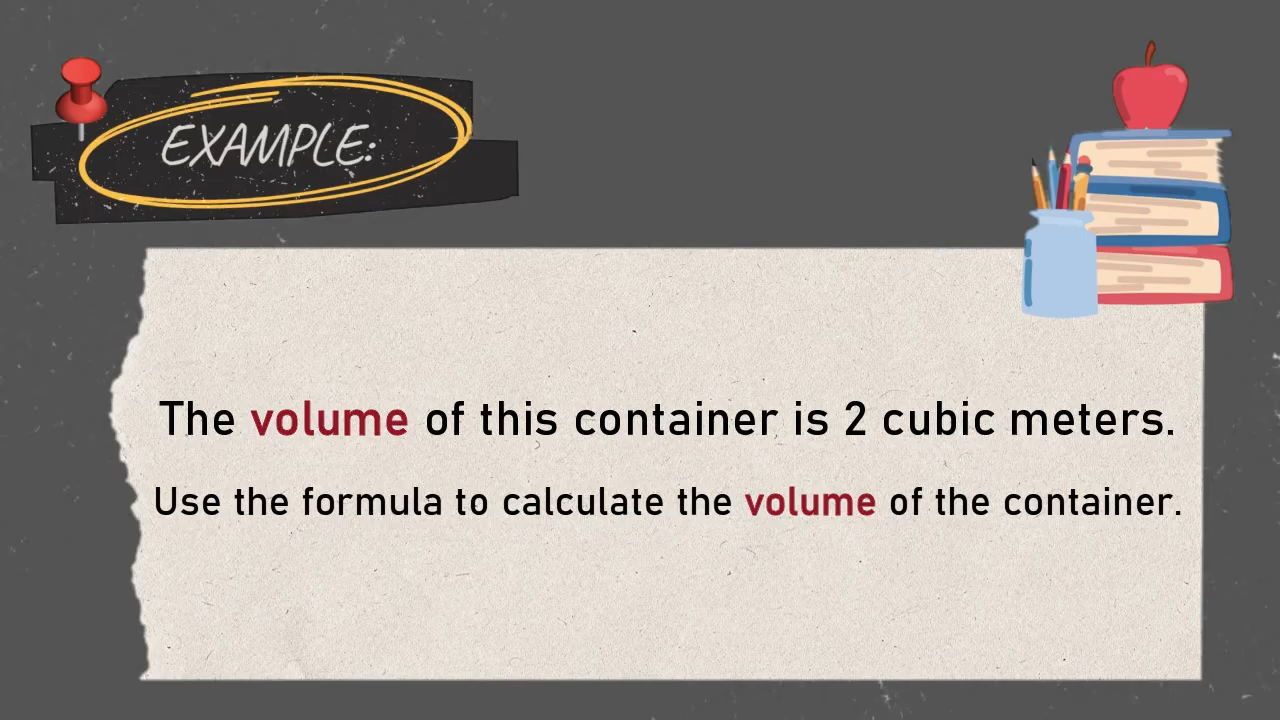 EXAMPLE:
The volume of this container is 2 cubic meters.
Use the formula to calculate the volume of the container.